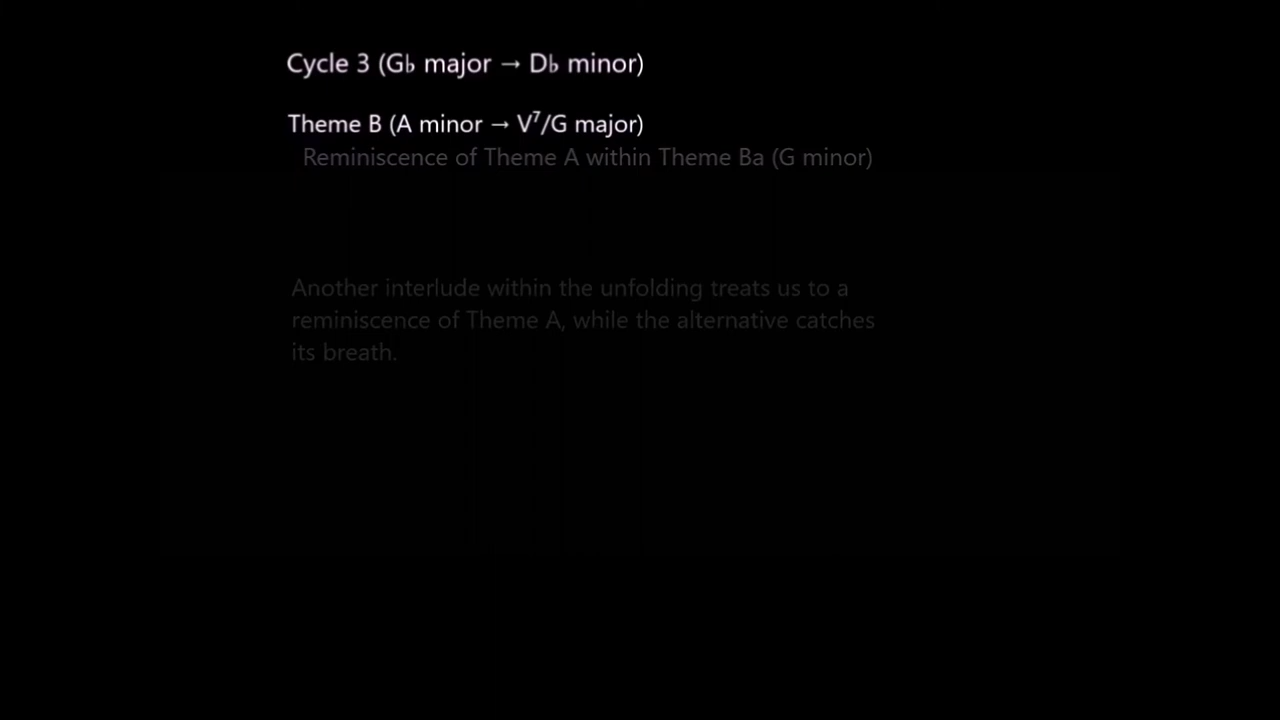 Cycle 3 (G♭ major → D♭ minor)
Theme B (A minor → V⁷/G major)
Reminiscence of Theme A within Theme Ba (G minor)
Another interlude within the unfolding treats us to a
reminiscence of Theme A, while the alternative catches
its breath.